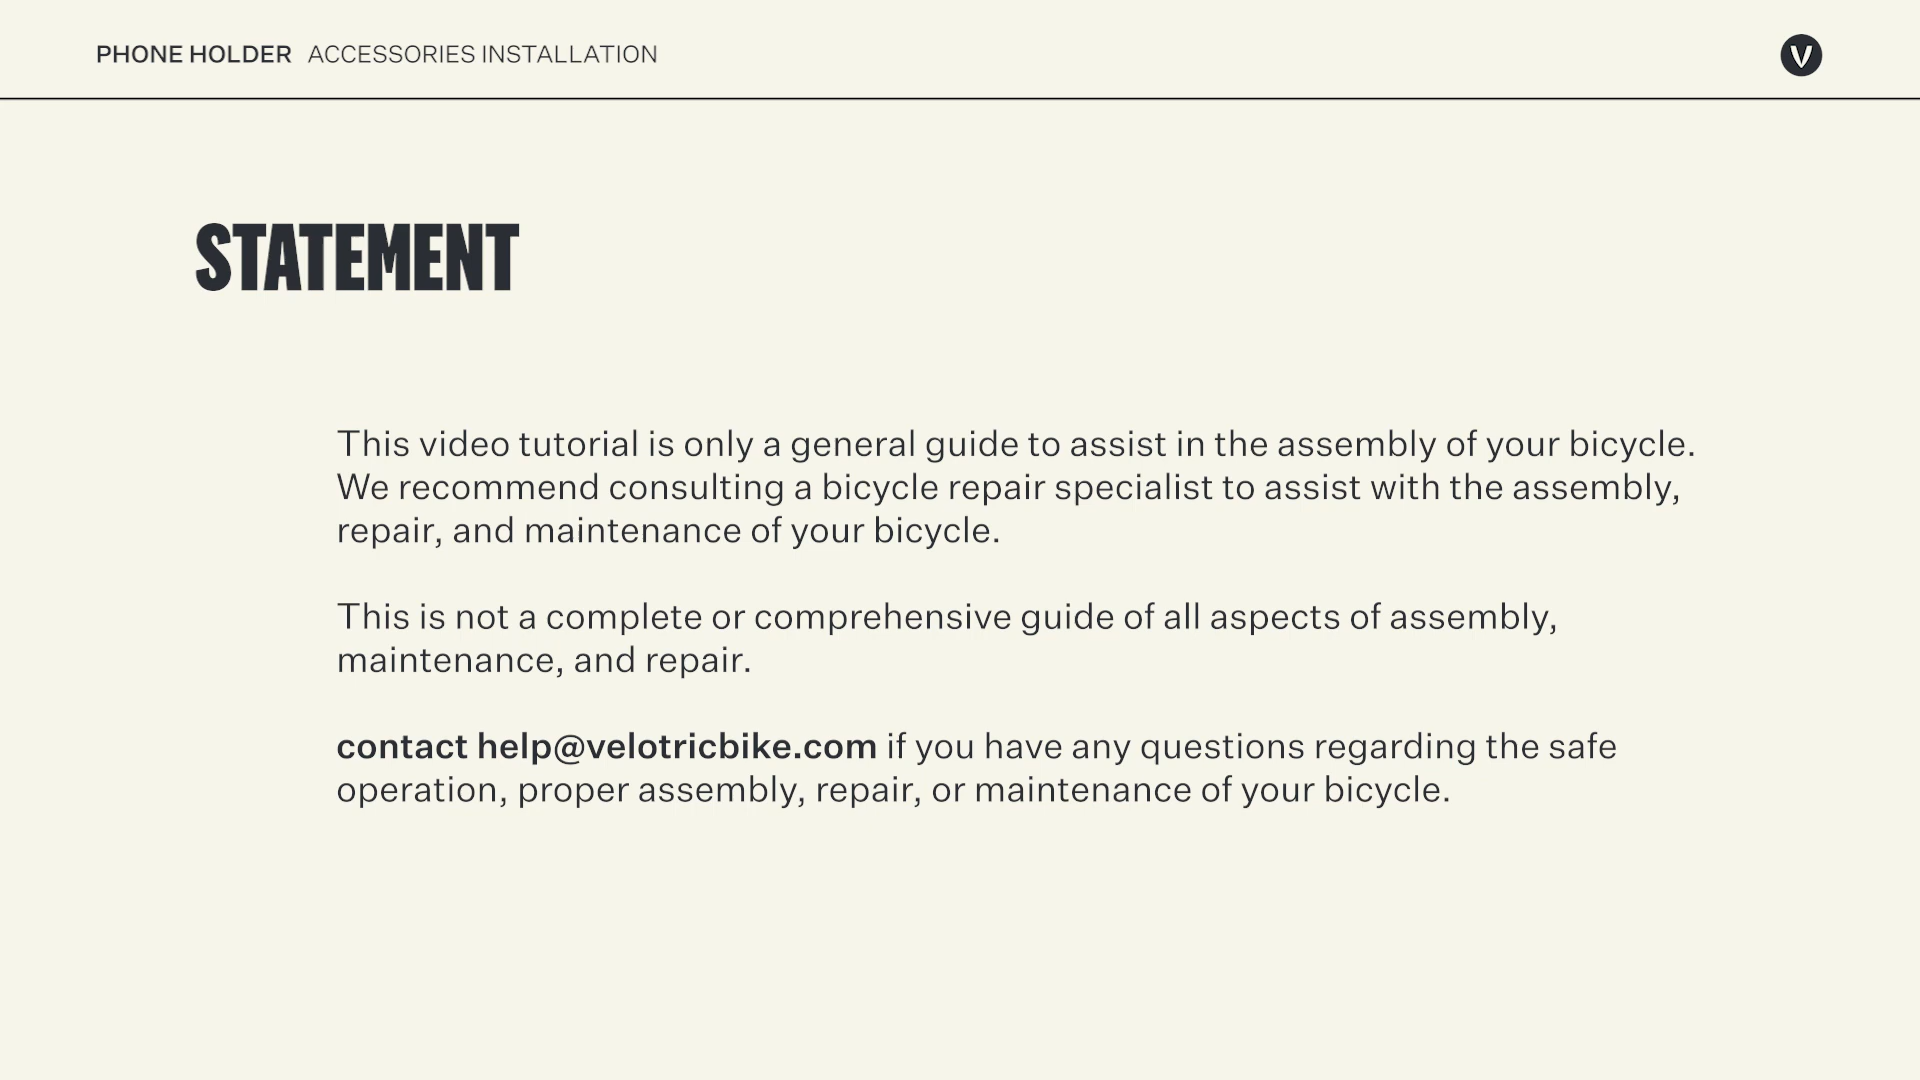 PHONE HOLDER ACCESSORIES INSTALLATION
V
STATEMENT
This video tutorial is only a general guide to assist in the assembly of your bicycle.
We recommend consulting a bicycle repair specialist to assist with the assembly,
repair, and maintenance of your bicycle.
This is not a complete or comprehensive guide of all aspects of assembly,
maintenance, and repair.
contact help@velotricbike.com if you have any questions regarding the safe
operation, proper assembly, repair, or maintenance of your bicycle.